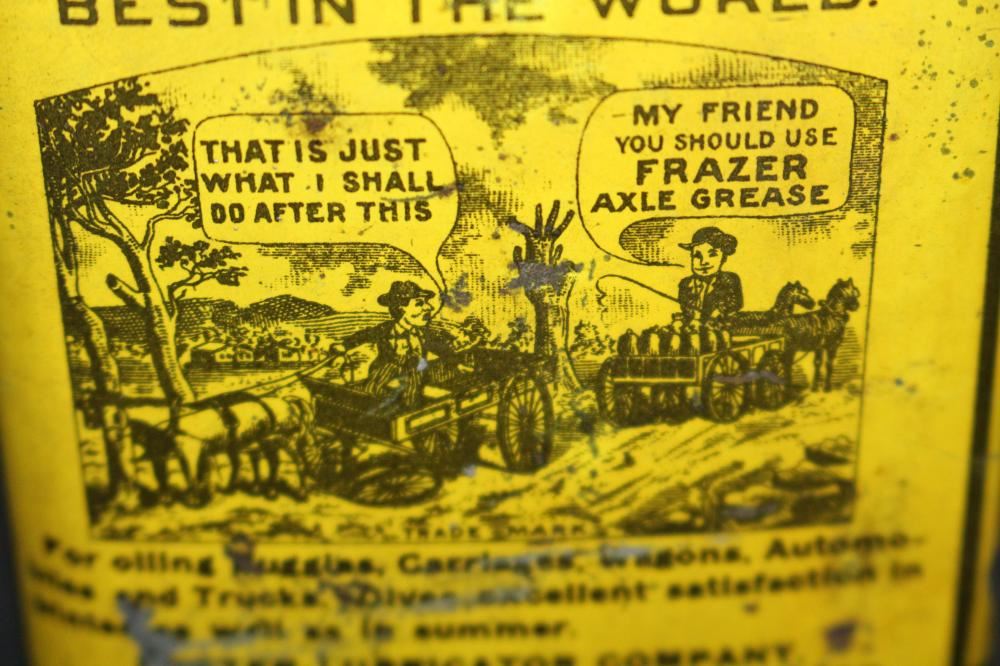 BEST IN THE WORLD.
THAT IS JUST
WHAT I SHALL
DO AFTER THIS
MY FRIEND
YOU SHOULD USE
FRAZER
AXLE GREASE
TRADE MARK
For oiling Buggies, Carriages, Wagons, Automo-
and Trucks, Gives excellent satisfaction in
as well as in summer.
LUBRICATOR COMPANY,